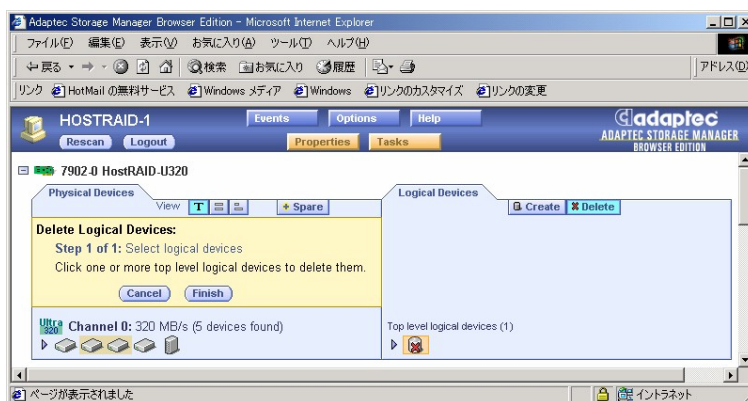 Adaptec Storage Manager Browser Edition - Microsoft Internet Explorer
ファイル(F) 編集(E) 表示(V) お気に入り(A) ツール(T) ヘルプ(H)
戻る 検索 お気に入り 履歴 アドレス(D)
リンク HotMail の無料サービス Windows メディア Windows リンクのカスタマイズ リンクの変更
HOSTRAID-1 Events Options Help adaptec
Rescan Logout Properties Tasks ADAPTEC STORAGE MANAGER
BROWSER EDITION
7902-0 HostRAID-U320
Physical Devices Logical Devices
View T + Spare Create Delete
Delete Logical Devices:
Step 1 of 1: Select logical devices
Click one or more top level logical devices to delete them.
Cancel Finish
Ultra 320 Channel 0: 320 MB/s (5 devices found) Top level logical devices (1)
ページが表示されました イントラネット